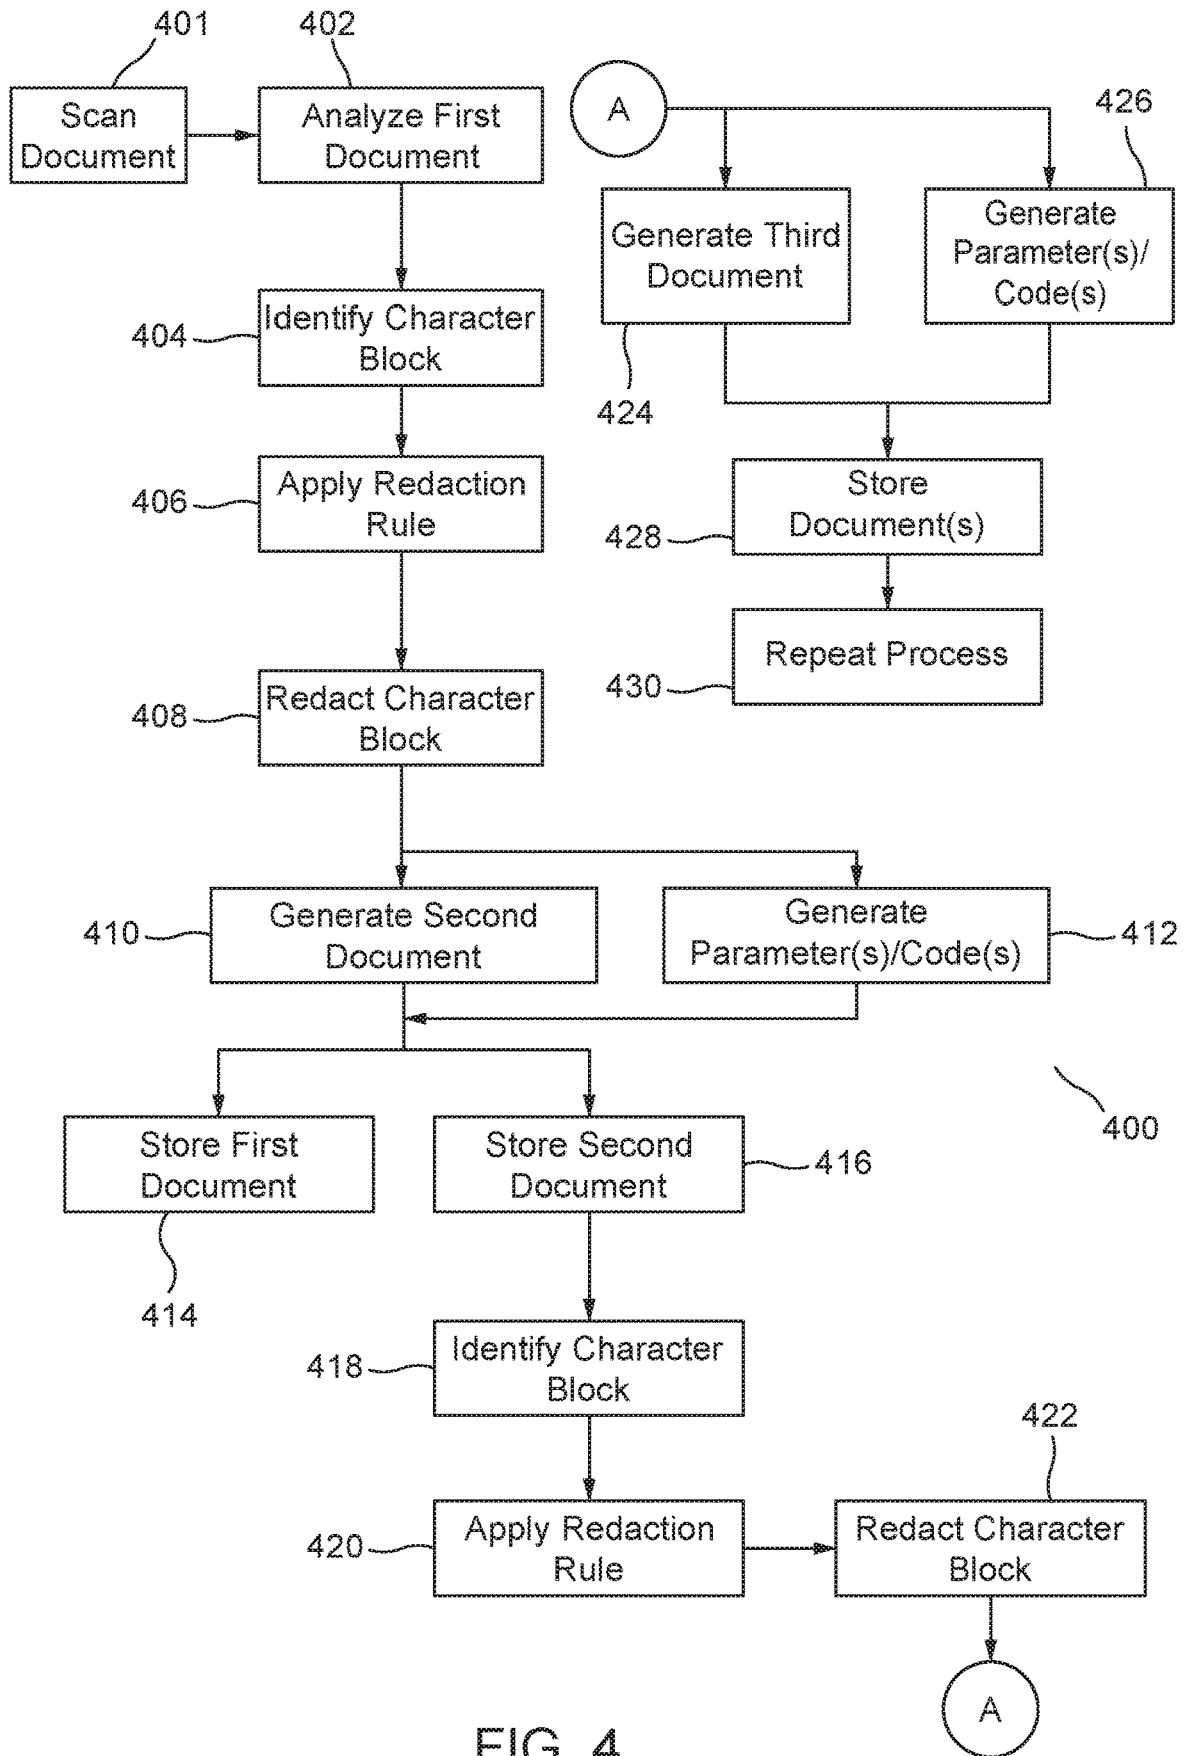 401
402
Scan
Document
Analyze First
Document
404
Identify Character
Block
406
Apply Redaction
Rule
408
Redact Character
Block
410
Generate Second
Document
Generate
Parameter(s)/Code(s)
412
Store First
Document
414
Store Second
Document
416
400
418
Identify Character
Block
420
Apply Redaction
Rule
422
Redact Character
Block
A
A
426
Generate Third
Document
424
Generate
Parameter(s)/
Code(s)
Store
Document(s)
428
Repeat Process
430
FIG. 4